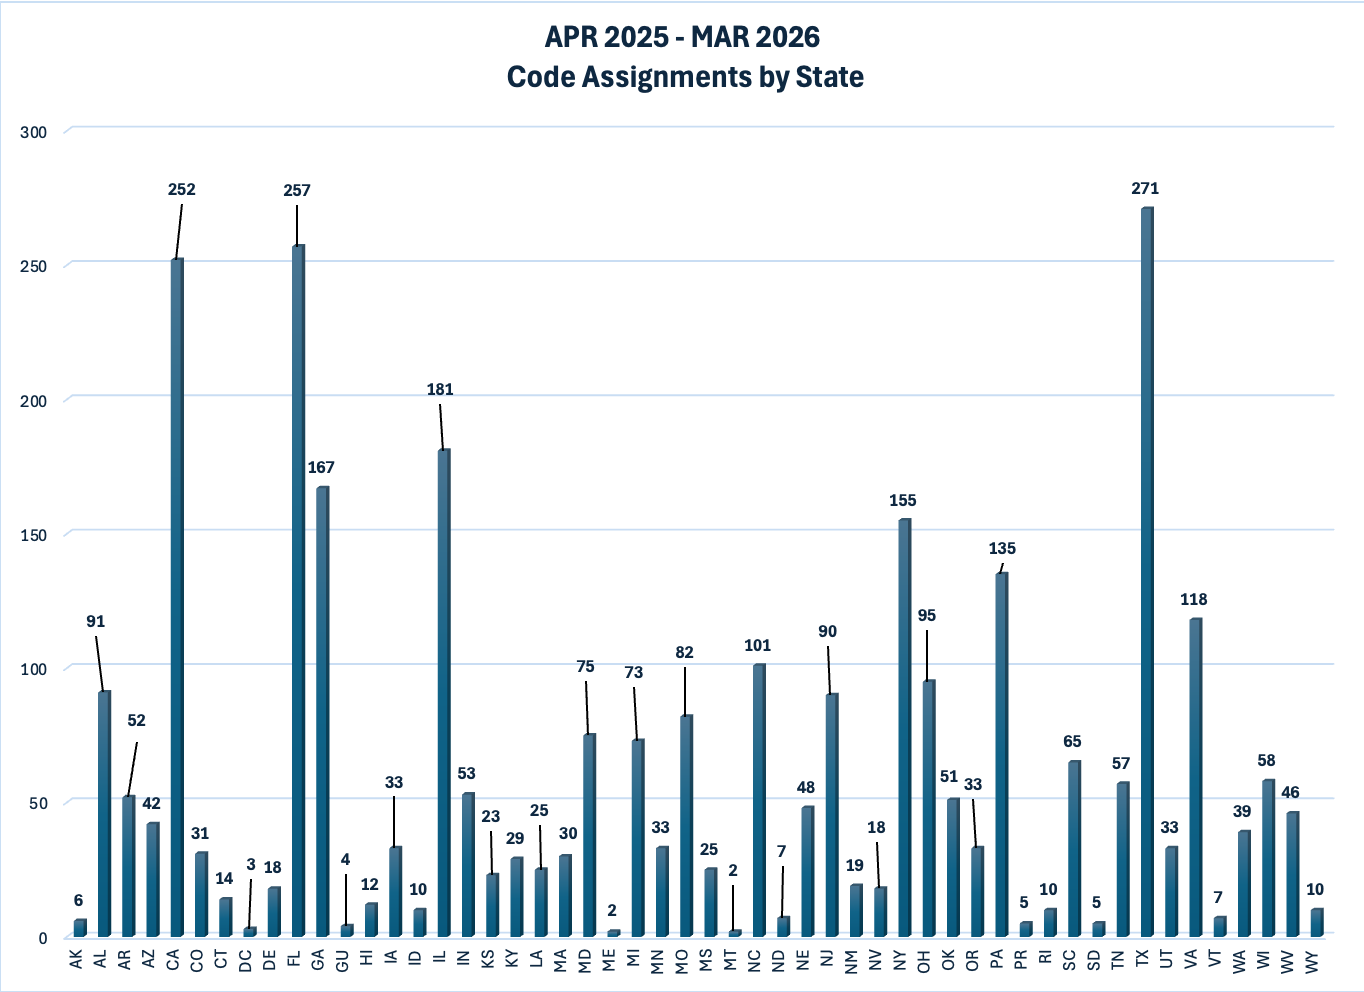 APR 2025 - MAR 2026
Code Assignments by State
300
250
200
150
100
50
0
6
91
52
42
252
31
14
3
18
257
167
4
12
33
10
181
53
23
29
25
30
75
2
73
33
82
25
2
101
7
48
90
19
18
155
95
51
33
135
5
10
65
5
57
271
33
118
7
39
58
46
10
AK
AL
AR
AZ
CA
CO
CT
DC
DE
FL
GA
GU
HI
IA
ID
IL
IN
KS
KY
LA
MA
MD
ME
MI
MN
MO
MS
MT
NC
ND
NE
NJ
NM
NV
NY
OH
OK
OR
PA
PR
RI
SC
SD
TN
TX
UT
VA
VT
WA
WI
WV
WY